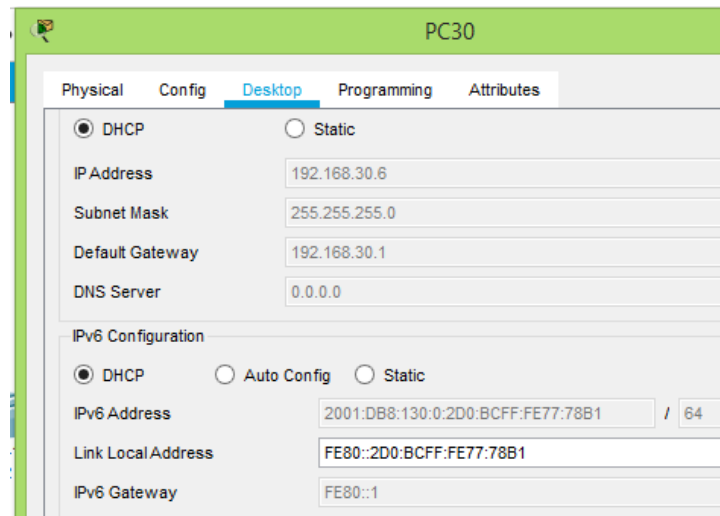 PC30
Physical Config Desktop Programming Attributes
DHCP Static
IP Address 192.168.30.6
Subnet Mask 255.255.255.0
Default Gateway 192.168.30.1
DNS Server 0.0.0.0
IPv6 Configuration
DHCP Auto Config Static
IPv6 Address 2001:DB8:130:0:2D0:BCFF:FE77:78B1 / 64
Link Local Address FE80::2D0:BCFF:FE77:78B1
IPv6 Gateway FE80::1